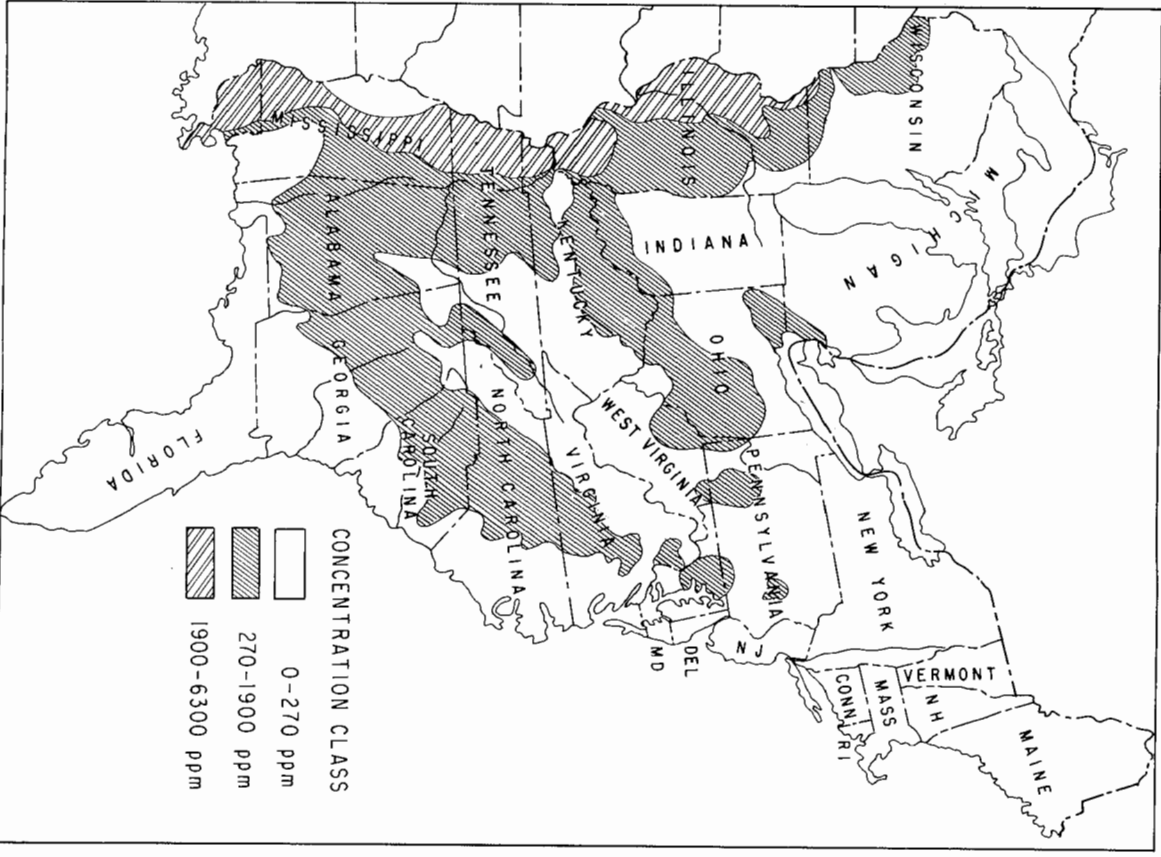 WISCONSIN
MICHIGAN
ILLINOIS
INDIANA
OHIO
PENNSYLVANIA
NEW YORK
VERMONT
NH
MAINE
MASS
CONN
RI
NJ
DEL
MD
WEST VIRGINIA
VIRGINIA
KENTUCKY
TENNESSEE
NORTH CAROLINA
SOUTH
CAROLINA
MISSISSAPPI
ALABAMA
GEORGIA
FLORIDA
CONCENTRATION CLASS
0-270 ppm
270-1900 ppm
1900-6300 ppm